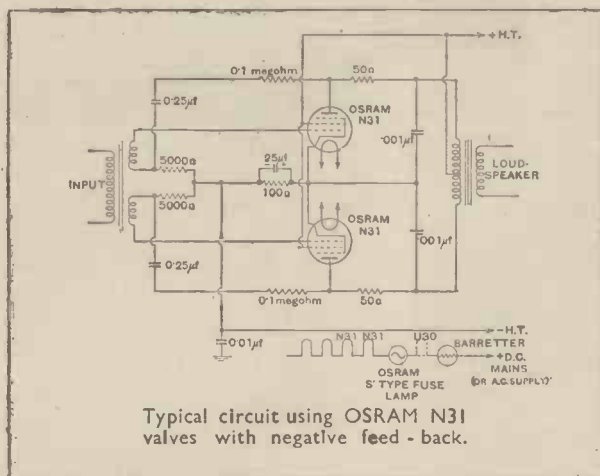 + H.T.
0·1 megohm
50Ω
0·25μf
OSRAM
N31
·001μf
5000Ω
25μf
INPUT
100Ω
LOUD-
SPEAKER
5000Ω
OSRAM
N31
·001μf
0·25μf
0·1 megohm
50Ω
-H.T.
0·01μf
N31 N31 U30
BARRETTER
+D.C.
MAINS
(OR A.C. SUPPLY)
OSRAM
'S' TYPE FUSE
LAMP
Typical circuit using OSRAM N31
valves with negative feed - back.